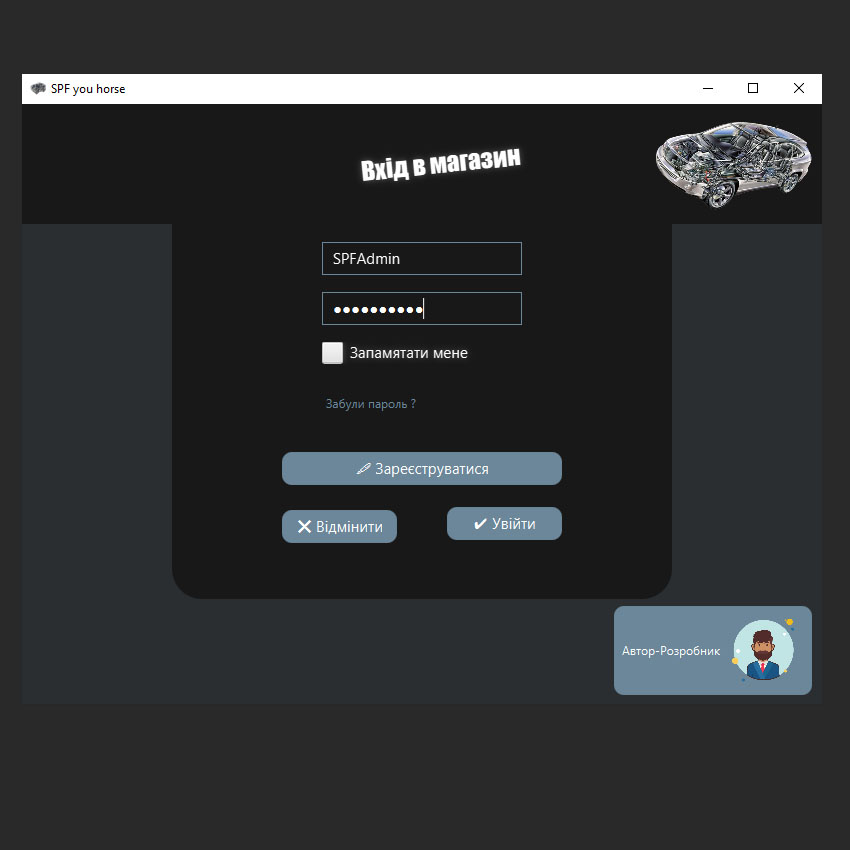 SPF you horse
Вхід в магазин
SPFAdmin
●●●●●●●●●●
Запамятати мене
Забули пароль ?
Зареєструватися
Відмінити
Увійти
Автор-Розробник